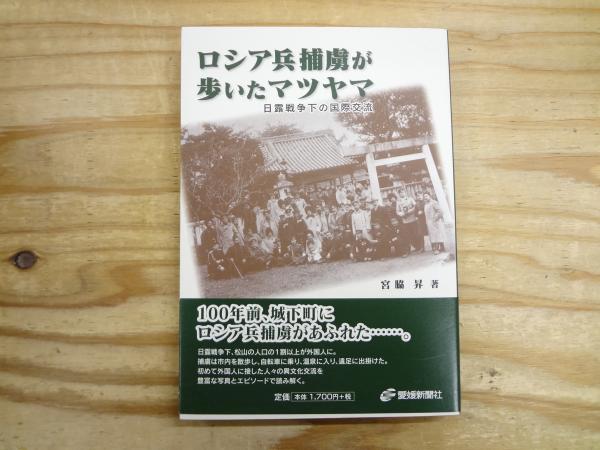 ロシア兵捕虜が
歩いたマツヤマ
日露戦争下の国際交流
宮脇 昇 著
100年前、城下町に
ロシア兵捕虜があふれた……。
日露戦争下、松山の人口の1割以上が外国人に。
捕虜は市内を散歩し、自転車に乗り、温泉に入り、遠足に出掛けた。
初めて外国人に接した人々の異文化交流を
豊富な写真とエピソードで読み解く。
定価 本体 1,700円+税
愛媛新聞社